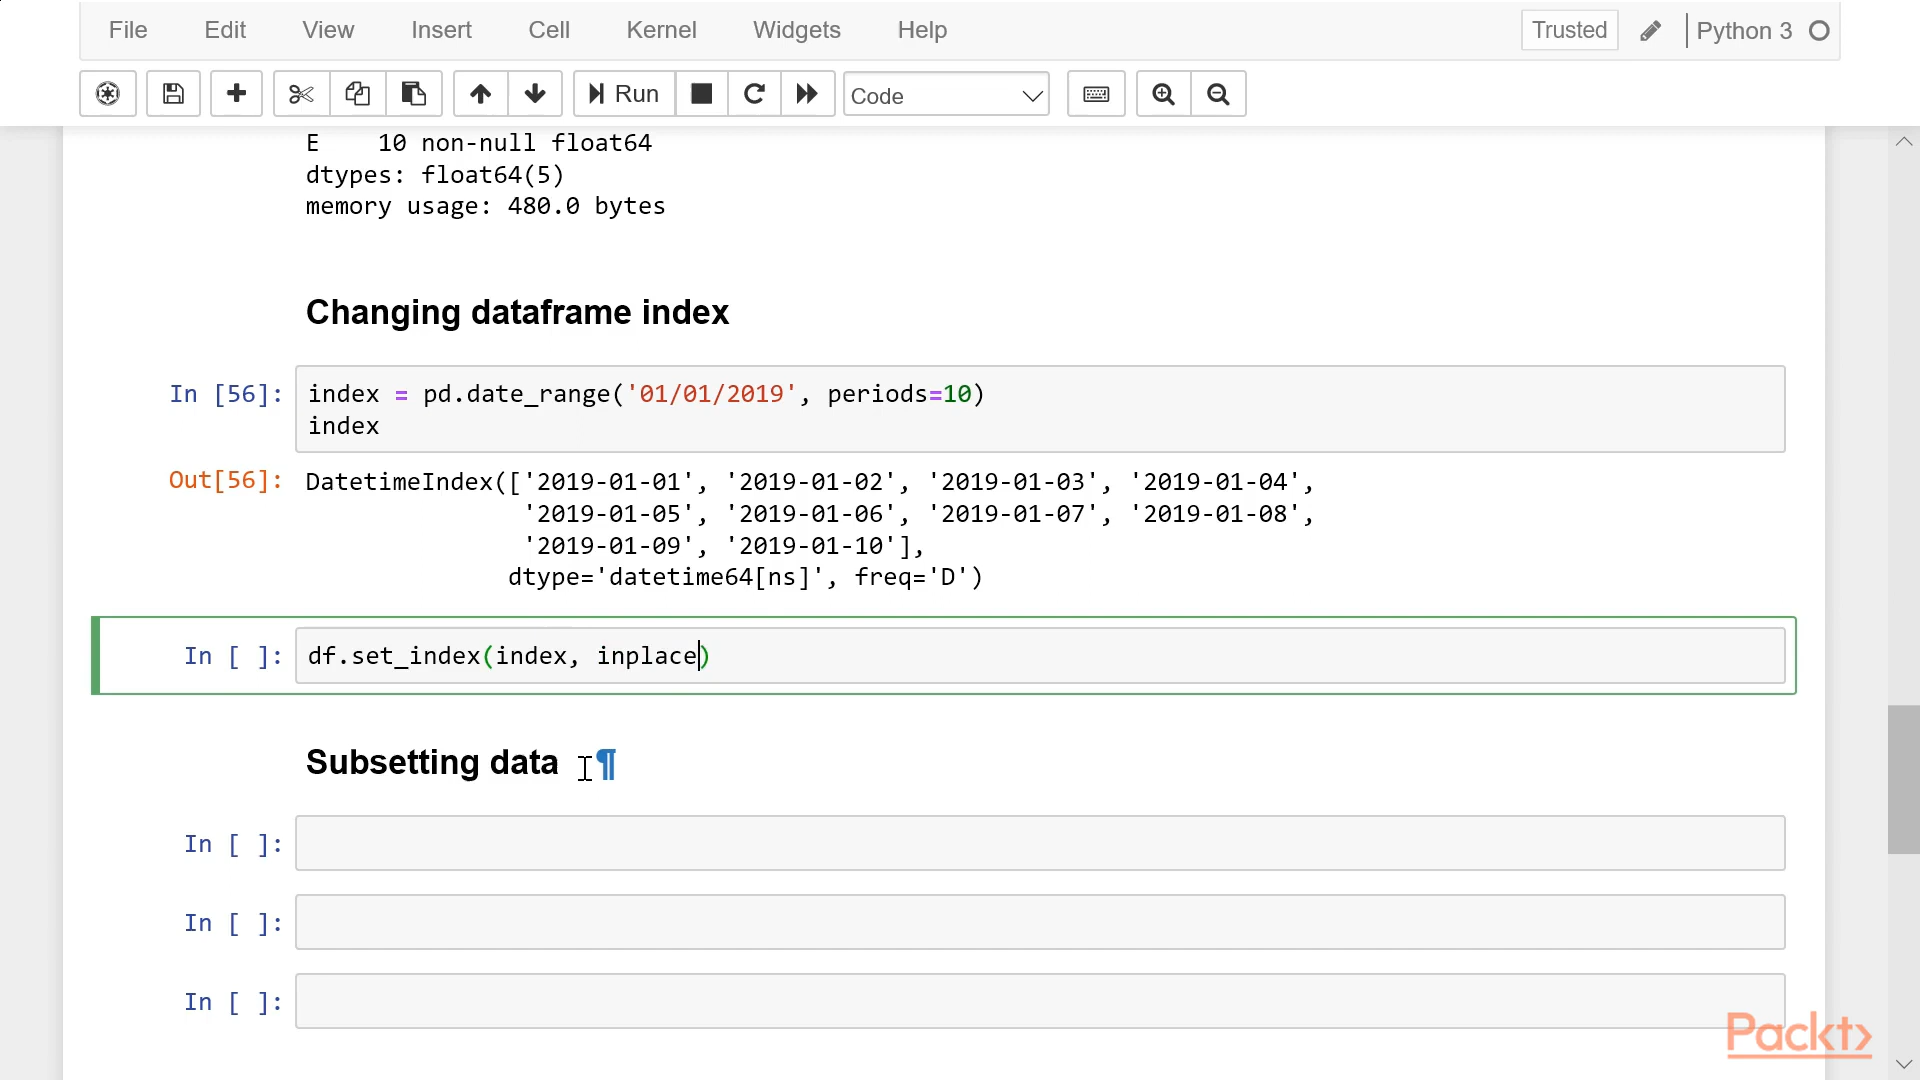 File Edit View Insert Cell Kernel Widgets Help Trusted Python 3
Run Code
E    10 non-null float64
dtypes: float64(5)
memory usage: 480.0 bytes
Changing dataframe index
In [56]: index = pd.date_range('01/01/2019', periods=10)
index
Out[56]: DatetimeIndex(['2019-01-01', '2019-01-02', '2019-01-03', '2019-01-04',
'2019-01-05', '2019-01-06', '2019-01-07', '2019-01-08',
'2019-01-09', '2019-01-10'],
dtype='datetime64[ns]', freq='D')
In [ ]: df.set_index(index, inplace)
Subsetting data ¶
In [ ]:
In [ ]:
In [ ]:
Packt>